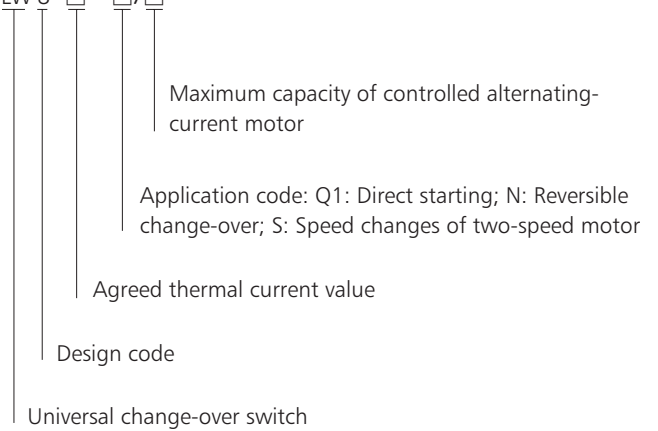 Maximum capacity of controlled alternating-
current motor
Application code: Q1: Direct starting; N: Reversible
change-over; S: Speed changes of two-speed motor
Agreed thermal current value
Design code
Universal change-over switch